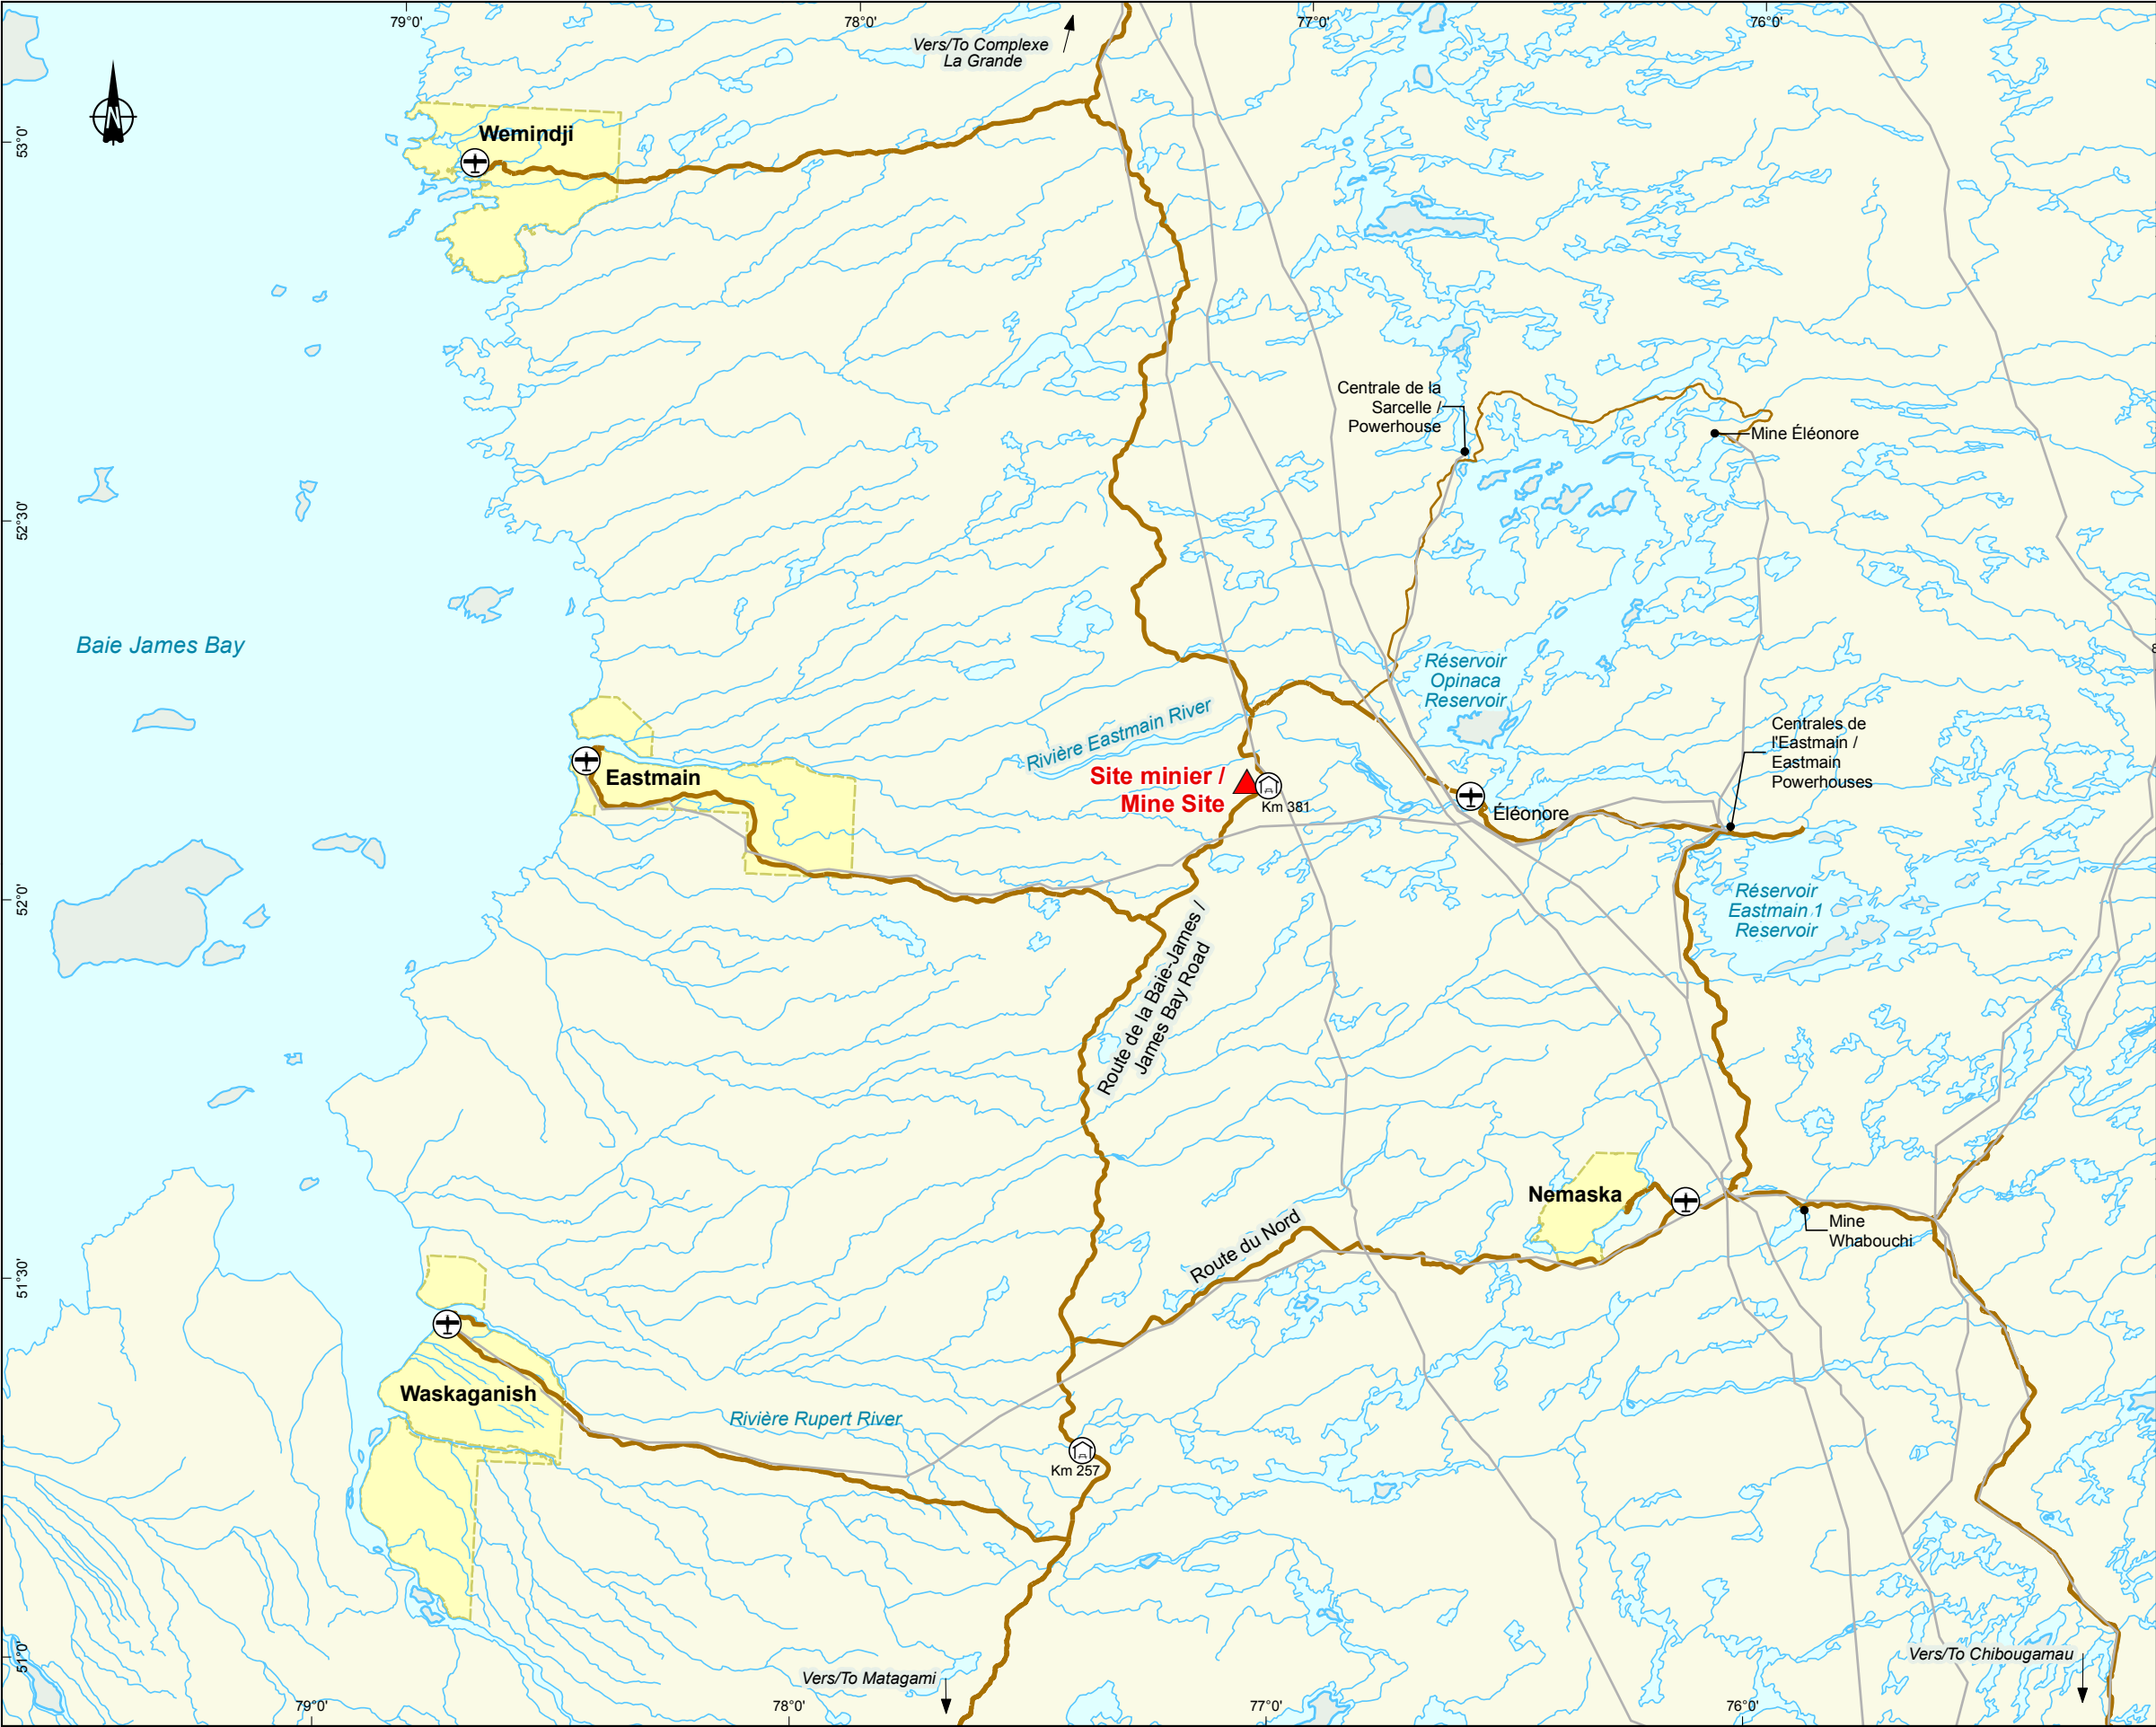 79°0'
78°0'
77°0'
76°0'
Vers/To Complexe
La Grande
53°0'
Wemindji
Centrale de la
Sarcelle /
Powerhouse
Mine Éléonore
52°30'
Baie James Bay
Réservoir
Opinaca
Reservoir
Rivière Eastmain River
Centrales de
l'Eastmain /
Eastmain
Powerhouses
Eastmain
Site minier /
Mine Site
Km 381
Éléonore
52°0'
Réservoir
Eastmain 1
Reservoir
Route de la Baie-James /
James Bay Road
Nemaska
Mine
Whabouchi
Route du Nord
51°30'
Waskaganish
Rivière Rupert River
Km 257
51°0'
Vers/To Matagami
Vers/To Chibougamau
79°0'
78°0'
77°0'
76°0'